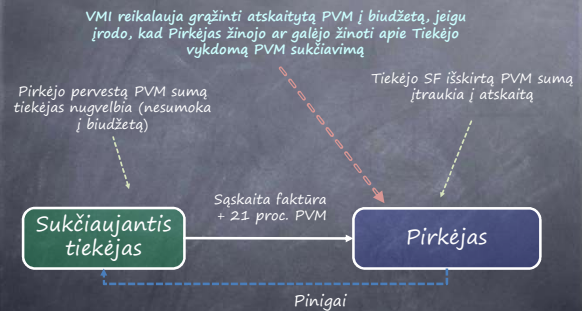 VMI reikalauja grąžinti atskaitytą PVM į biudžetą, jeigu
įrodo, kad Pirkėjas žinojo ar galėjo žinoti apie Tiekėjo
vykdomą PVM sukčiavimą
Pirkėjo pervestą PVM sumą
tiekėjas nugvelbia (nesumoka
į biudžetą)
Tiekėjo SF išskirtą PVM sumą
įtraukia į atskaitą
Sąskaita faktūra
+ 21 proc. PVM
Sukčiaujantis
tiekėjas
Pirkėjas
Pinigai